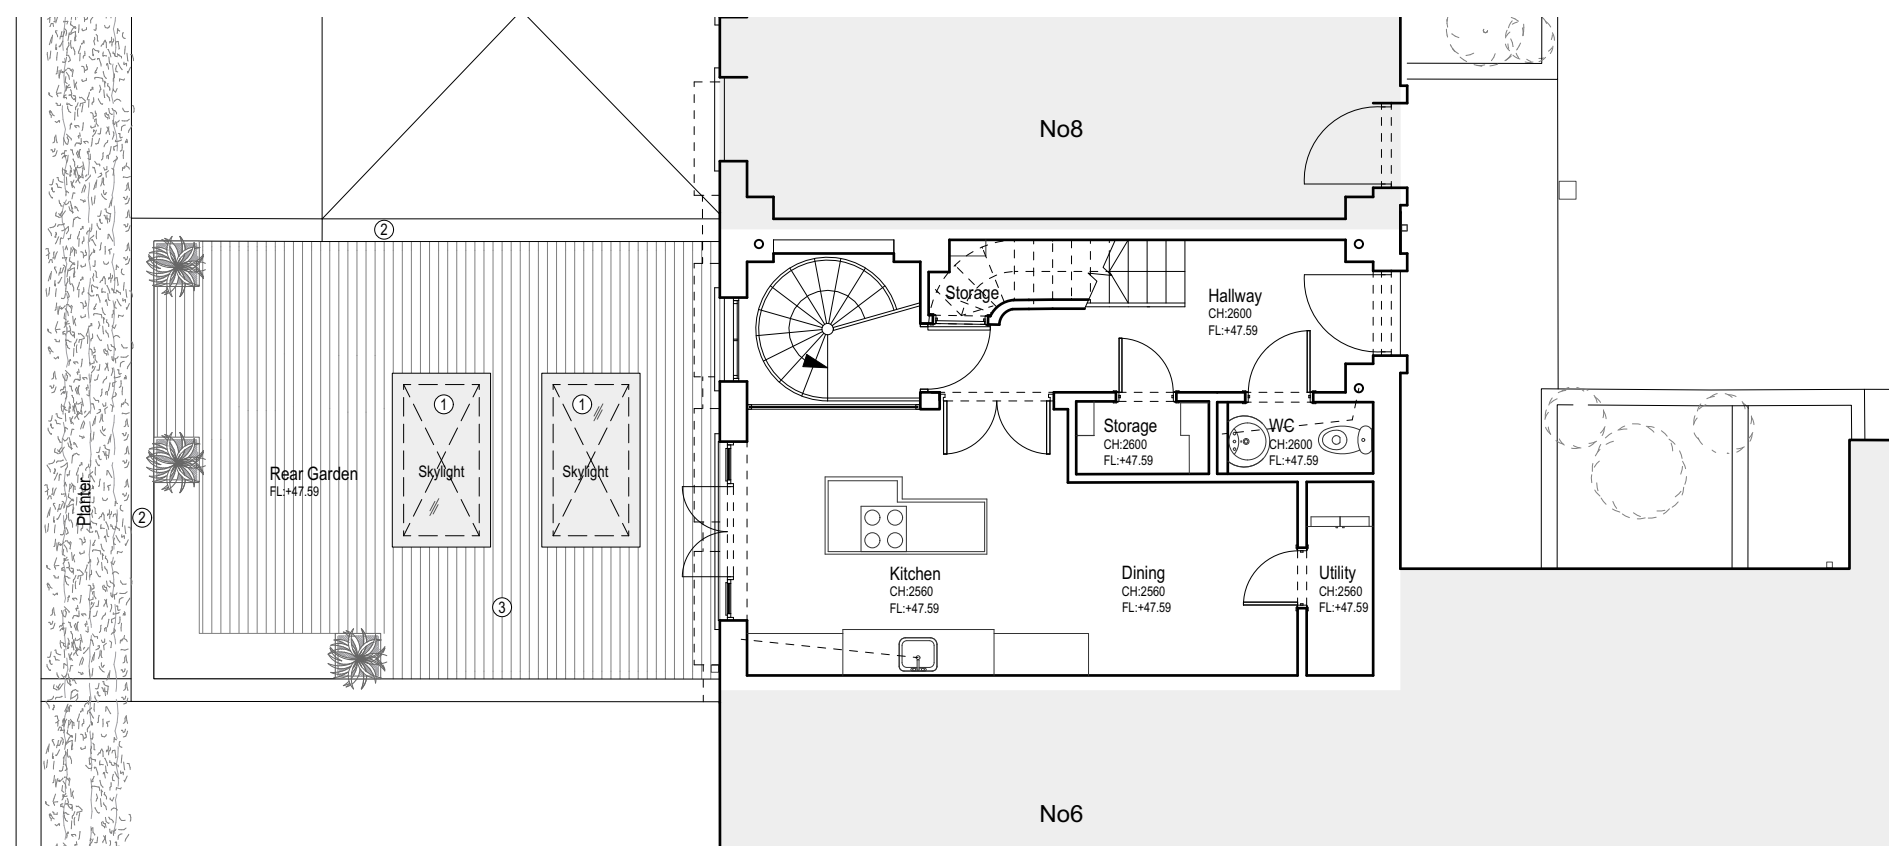 No8
2
Storage
Hallway
CH:2600
FL:+47.59
1
1
Storage
CH:2600
FL:+47.59
WC
CH:2600
FL:+47.59
Rear Garden
FL:+47.59
Skylight
Skylight
Planter
2
Kitchen
CH:2560
FL:+47.59
Dining
CH:2560
FL:+47.59
Utility
CH:2560
FL:+47.59
3
No6